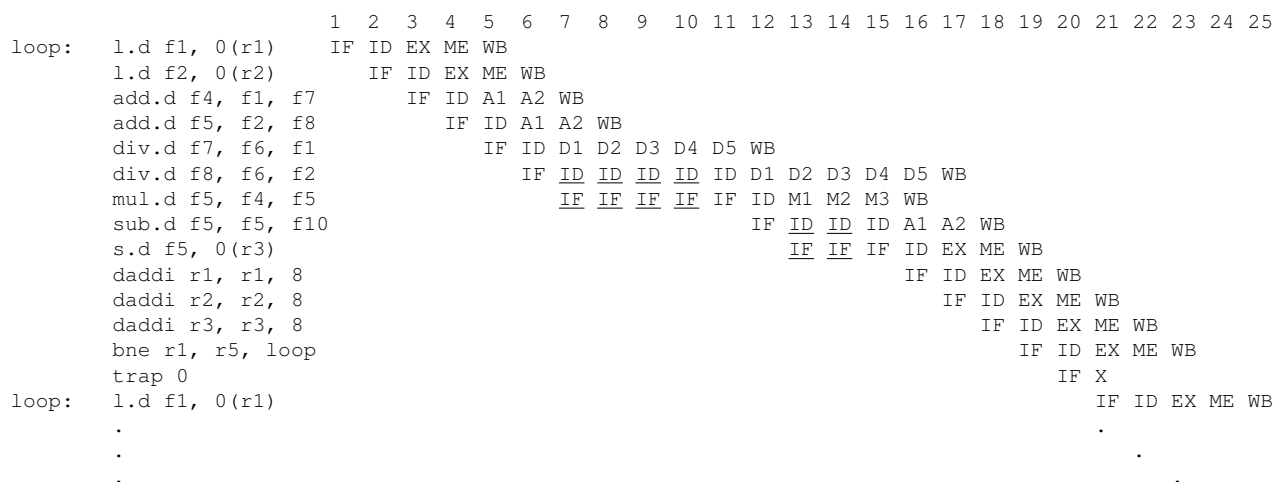 1 2 3 4 5 6 7 8 9 10 11 12 13 14 15 16 17 18 19 20 21 22 23 24 25
loop: l.d f1, 0(r1) IF ID EX ME WB
l.d f2, 0(r2) IF ID EX ME WB
add.d f4, f1, f7 IF ID A1 A2 WB
add.d f5, f2, f8 IF ID A1 A2 WB
div.d f7, f6, f1 IF ID D1 D2 D3 D4 D5 WB
div.d f8, f6, f2 IF ID ID ID ID ID D1 D2 D3 D4 D5 WB
mul.d f5, f4, f5 IF IF IF IF IF ID M1 M2 M3 WB
sub.d f5, f5, f10 IF ID ID ID A1 A2 WB
s.d f5, 0(r3) IF IF IF ID EX ME WB
daddi r1, r1, 8 IF ID EX ME WB
daddi r2, r2, 8 IF ID EX ME WB
daddi r3, r3, 8 IF ID EX ME WB
bne r1, r5, loop IF ID EX ME WB
trap 0 IF X
loop: l.d f1, 0(r1) IF ID EX ME WB
. .
. .
. .